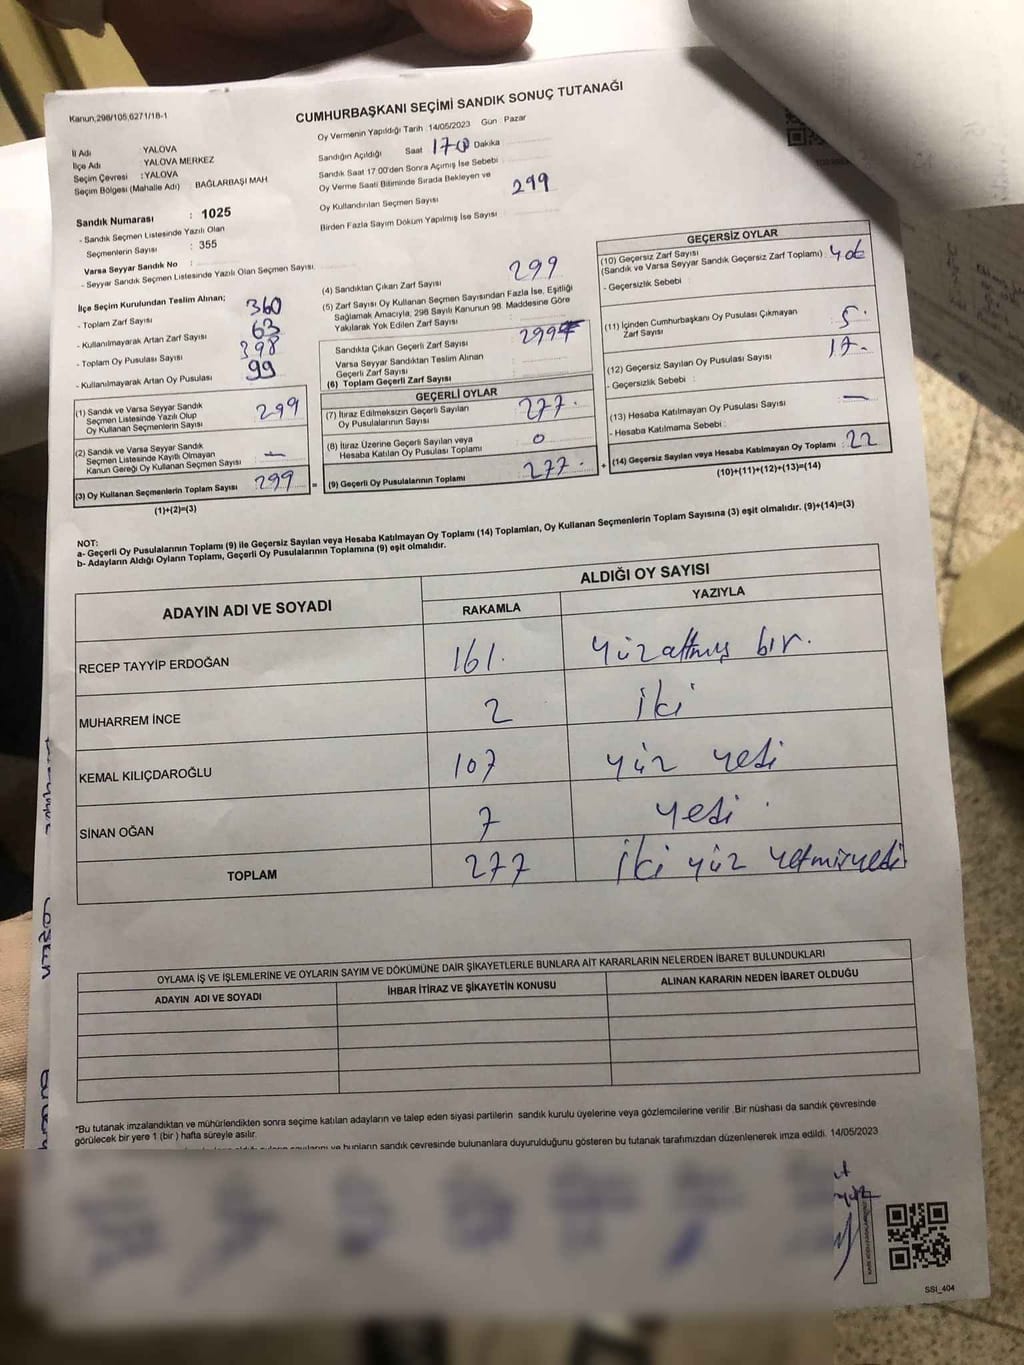 Kanun,298/105,6271/18-1
CUMHURBAŞKANI SEÇİMİ SANDIK SONUÇ TUTANAĞI
Oy Vermenin Yapıldığı Tarih 14/05/2023 Gün : Pazar
İl Adı : YALOVA
İlçe Adı : YALOVA MERKEZ
Seçim Çevresi : YALOVA
Seçim Bölgesi (Mahalle Adı) BAĞLARBAŞI MAH
Sandık Numarası : 1025
- Sandık Seçmen Listesinde Yazılı Olan
Seçmenlerin Sayısı : 355
Varsa Seyyar Sandık No :
- Seyyar Sandık Seçmen Listesinde Yazılı Olan Seçmen Sayısı:
Sandığın Açıldığı Saat 17 Dakika
Sandık Saat 17:00'den Sonra Açımış İse Sebebi
Oy Verme Saati Bitiminde Sırada Bekleyen ve
Oy Kullandırılan Seçmen Sayısı 299
Birden Fazla Sayım Döküm Yapılmış İse Sayısı :
İlçe Seçim Kurulundan Teslim Alınan;
- Toplam Zarf Sayısı 360
- Kullanılmayarak Artan Zarf Sayısı 63
- Toplam Oy Pusulası Sayısı 398
- Kullanılmayarak Artan Oy Pusulası 99
(1) Sandık ve Varsa Seyyar Sandık
Seçmen Listesinde Yazılı Olup
Oy Kullanan Seçmenlerin Sayısı 299
(2) Sandık ve Varsa Seyyar Sandık
Seçmen Listesinde Kayıtlı Olmayan
Kanun Gereği Oy Kullanan Seçmen Sayısı : —
(3) Oy Kullanan Seçmenlerin Toplam Sayısı 299
(1)+(2)=(3)
(4) Sandıktan Çıkan Zarf Sayısı 299
(5) Zarf Sayısı Oy Kullanan Seçmen Sayısından Fazla İse, Eşitliği
Sağlamak Amacıyla, 298 Sayılı Kanunun 98. Maddesine Göre
Yakılarak Yok Edilen Zarf Sayısı :
Sandıkta Çıkan Geçerli Zarf Sayısı 299
Varsa Seyyar Sandıktan Teslim Alınan
Geçerli Zarf Sayısı :
(6) Toplam Geçerli Zarf Sayısı
GEÇERLİ OYLAR
(7) İtiraz Edilmeksizin Geçerli Sayılan
Oy Pusulalarının Sayısı 277.
(8) İtiraz Üzerine Geçerli Sayılan veya
Hesaba Katılan Oy Pusulası Toplamı : 0
(9) Geçerli Oy Pusulalarının Toplamı 277.
GEÇERSİZ OYLAR
(10) Geçersiz Zarf Sayısı
(Sandık ve Varsa Seyyar Sandık Geçersiz Zarf Toplamı) :
- Geçersizlik Sebebi :
(11) İçinden Cumhurbaşkanı Oy Pusulası Çıkmayan
Zarf Sayısı : 5.
(12) Geçersiz Sayılan Oy Pusulası Sayısı : 17.
- Geçersizlik Sebebi :
(13) Hesaba Katılmayan Oy Pusulası Sayısı : —
- Hesaba Katılmama Sebebi :
+ (14) Geçersiz Sayılan veya Hesaba Katılmayan Oy Toplamı : 22
(10)+(11)+(12)+(13)=(14)
NOT:
a- Geçerli Oy Pusulalarının Toplamı (9) ile Geçersiz Sayılan veya Hesaba Katılmayan Oy Toplamı (14) Toplamları, Oy Kullanan Seçmenlerin Toplam Sayısına (3) eşit olmalıdır. (9)+(14)=(3)
b- Adayların Aldığı Oyların Toplamı, Geçerli Oy Pusulalarının Toplamına (9) eşit olmalıdır.
ADAYIN ADI VE SOYADI
ALDIĞI OY SAYISI
RAKAMLA YAZIYLA
RECEP TAYYİP ERDOĞAN 161. yüzaltmış bir.
MUHARREM İNCE 2 iki
KEMAL KILIÇDAROĞLU 107 yüz yedi
SİNAN OĞAN 7 yedi.
TOPLAM 277 iki yüz yetmişyedi
OYLAMA İŞ VE İŞLEMLERİNE VE OYLARIN SAYIM VE DÖKÜMÜNE DAİR ŞİKAYETLERLE BUNLARA AİT KARARLARIN NELERDEN İBARET BULUNDUKLARI
ADAYIN ADI VE SOYADI İHBAR İTİRAZ VE ŞİKAYETİN KONUSU ALINAN KARARIN NEDEN İBARET OLDUĞU
*Bu tutanak imzalandıktan ve mühürlendikten sonra seçime katılan adayların ve talep eden siyasi partilerin sandık kurulu üyelerine veya gözlemcilerine verilir .Bir nüshası da sandık çevresinde
görülecek bir yere 1 (bir ) hafta süreyle asılır.
ve bunların sandık çevresinde bulunanlara duyurulduğunu gösteren bu tutanak tarafımızdan düzenlenerek imza edildi. 14/05/2023
SSI_404